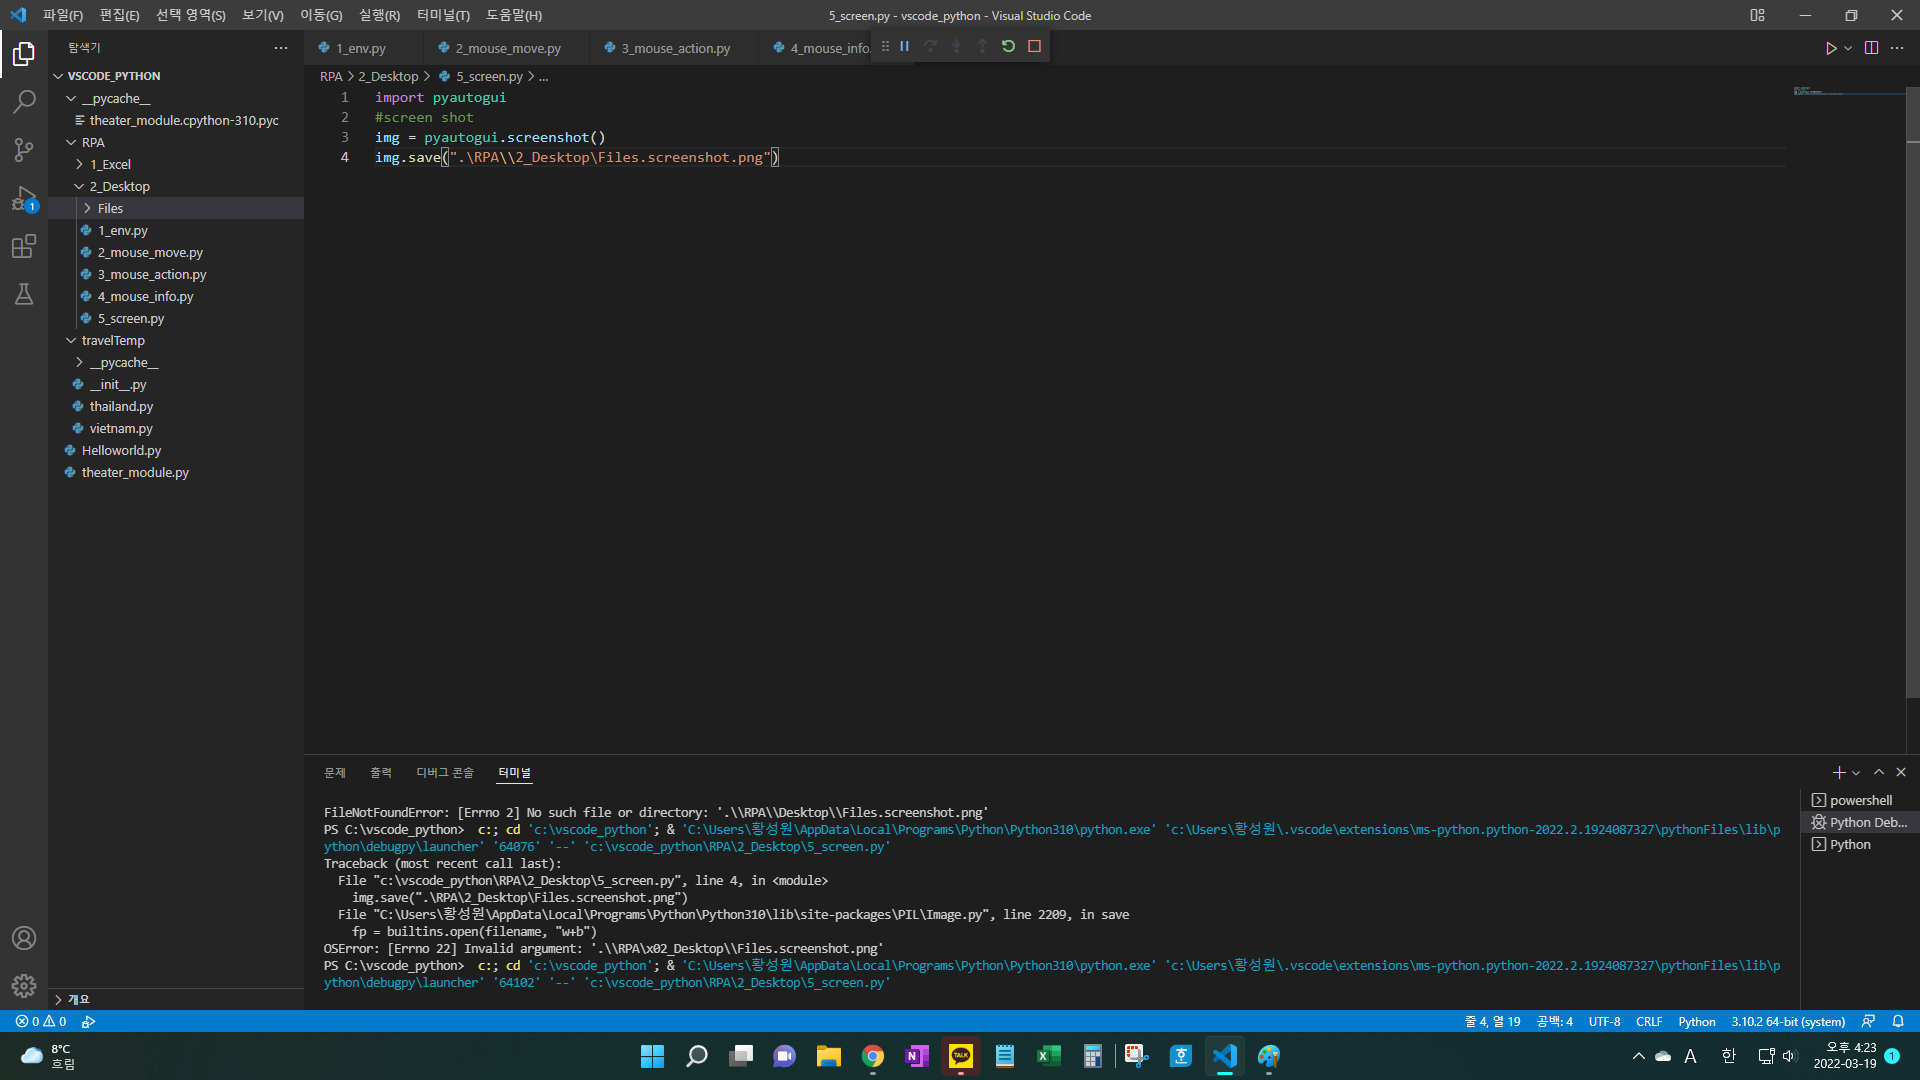 파일(F) 편집(E) 선택 영역(S) 보기(V) 이동(G) 실행(R) 터미널(T) 도움말(H)
5_screen.py - vscode_python - Visual Studio Code
탐색기
1_env.py
2_mouse_move.py
3_mouse_action.py
4_mouse_info.
VSCODE_PYTHON
__pycache__
theater_module.cpython-310.pyc
RPA
1_Excel
2_Desktop
Files
1_env.py
2_mouse_move.py
3_mouse_action.py
4_mouse_info.py
5_screen.py
travelTemp
__pycache__
__init__.py
thailand.py
vietnam.py
Helloworld.py
theater_module.py
개요
1
RPA > 2_Desktop > 5_screen.py > ...
1 import pyautogui
2 #screen shot
3 img = pyautogui.screenshot()
4 img.save(".\RPA\\2_Desktop\Files.screenshot.png")
문제 출력 디버그 콘솔 터미널
FileNotFoundError: [Errno 2] No such file or directory: '.\\RPA\\Desktop\\Files.screenshot.png'
PS C:\vscode_python>  c:; cd 'c:\vscode_python'; & 'C:\Users\황성원\AppData\Local\Programs\Python\Python310\python.exe' 'c:\Users\황성원\.vscode\extensions\ms-python.python-2022.2.1924087327\pythonFiles\lib\p
ython\debugpy\launcher' '64076' '--' 'c:\vscode_python\RPA\2_Desktop\5_screen.py'
Traceback (most recent call last):
  File "c:\vscode_python\RPA\2_Desktop\5_screen.py", line 4, in <module>
    img.save(".\RPA\2_Desktop\Files.screenshot.png")
  File "C:\Users\황성원\AppData\Local\Programs\Python\Python310\lib\site-packages\PIL\Image.py", line 2209, in save
    fp = builtins.open(filename, "w+b")
OSError: [Errno 22] Invalid argument: '.\\RPA\x02_Desktop\\Files.screenshot.png'
PS C:\vscode_python>  c:; cd 'c:\vscode_python'; & 'C:\Users\황성원\AppData\Local\Programs\Python\Python310\python.exe' 'c:\Users\황성원\.vscode\extensions\ms-python.python-2022.2.1924087327\pythonFiles\lib\p
ython\debugpy\launcher' '64102' '--' 'c:\vscode_python\RPA\2_Desktop\5_screen.py'
powershell
Python Deb...
Python
0 0
줄 4, 열 19 공백: 4 UTF-8 CRLF Python 3.10.2 64-bit (system)
8°C
흐림
N
TALK
A 한
오후 4:23
2022-03-19
1